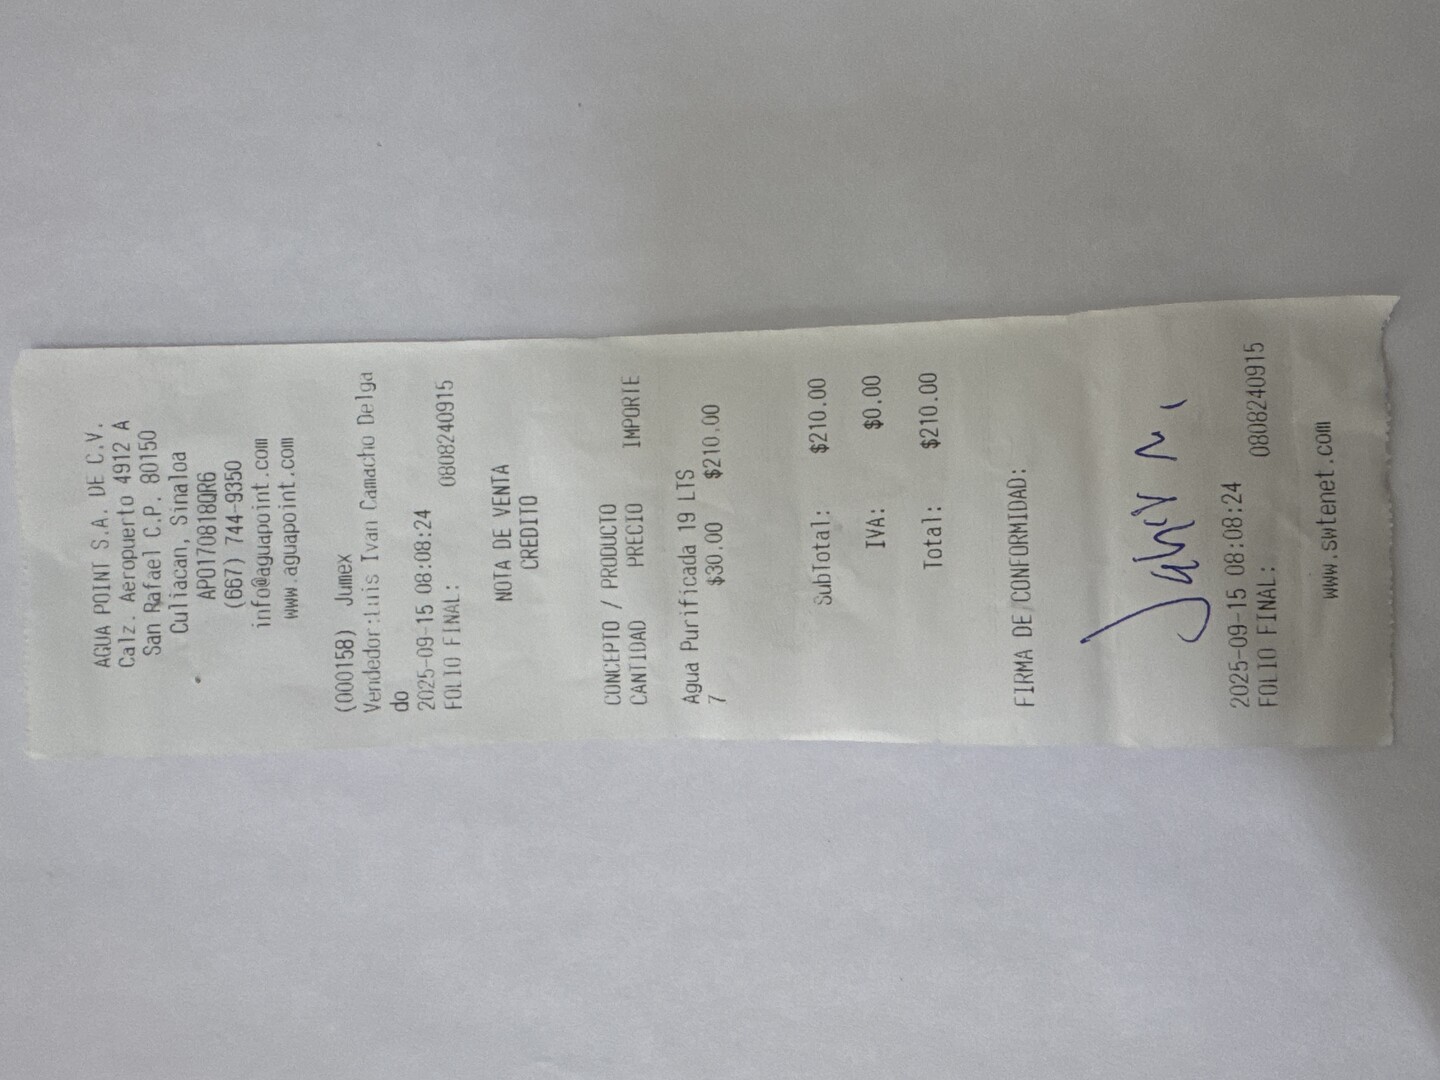 AGUA POINT S.A. DE C.V.
Calz. Aeropuerto 4912 A
San Rafael C.P. 80150
Culiacan, Sinaloa
APO170818QR6
(667) 744-9350
info@aguapoint.com
www.aguapoint.com
(000158) Jumex
Vendedor:Luis Ivan Camacho Delga
do
2025-09-15 08:08:24
FOLIO FINAL: 0808240915
NOTA DE VENTA
CREDITO
CONCEPTO / PRODUCTO
CANTIDAD PRECIO IMPORTE
Agua Purificada 19 LTS
7 $30.00 $210.00
SubTotal: $210.00
IVA: $0.00
Total: $210.00
FIRMA DE CONFORMIDAD:
2025-09-15 08:08:24
FOLIO FINAL: 0808240915
www.swtenet.com